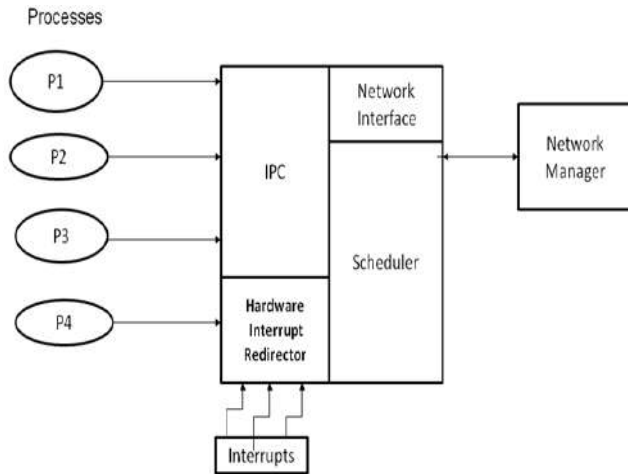 Processes
P1
P2
P3
P4
IPC
Hardware
Interrupt
Redirector
Network
Interface
Scheduler
Network
Manager
Interrupts